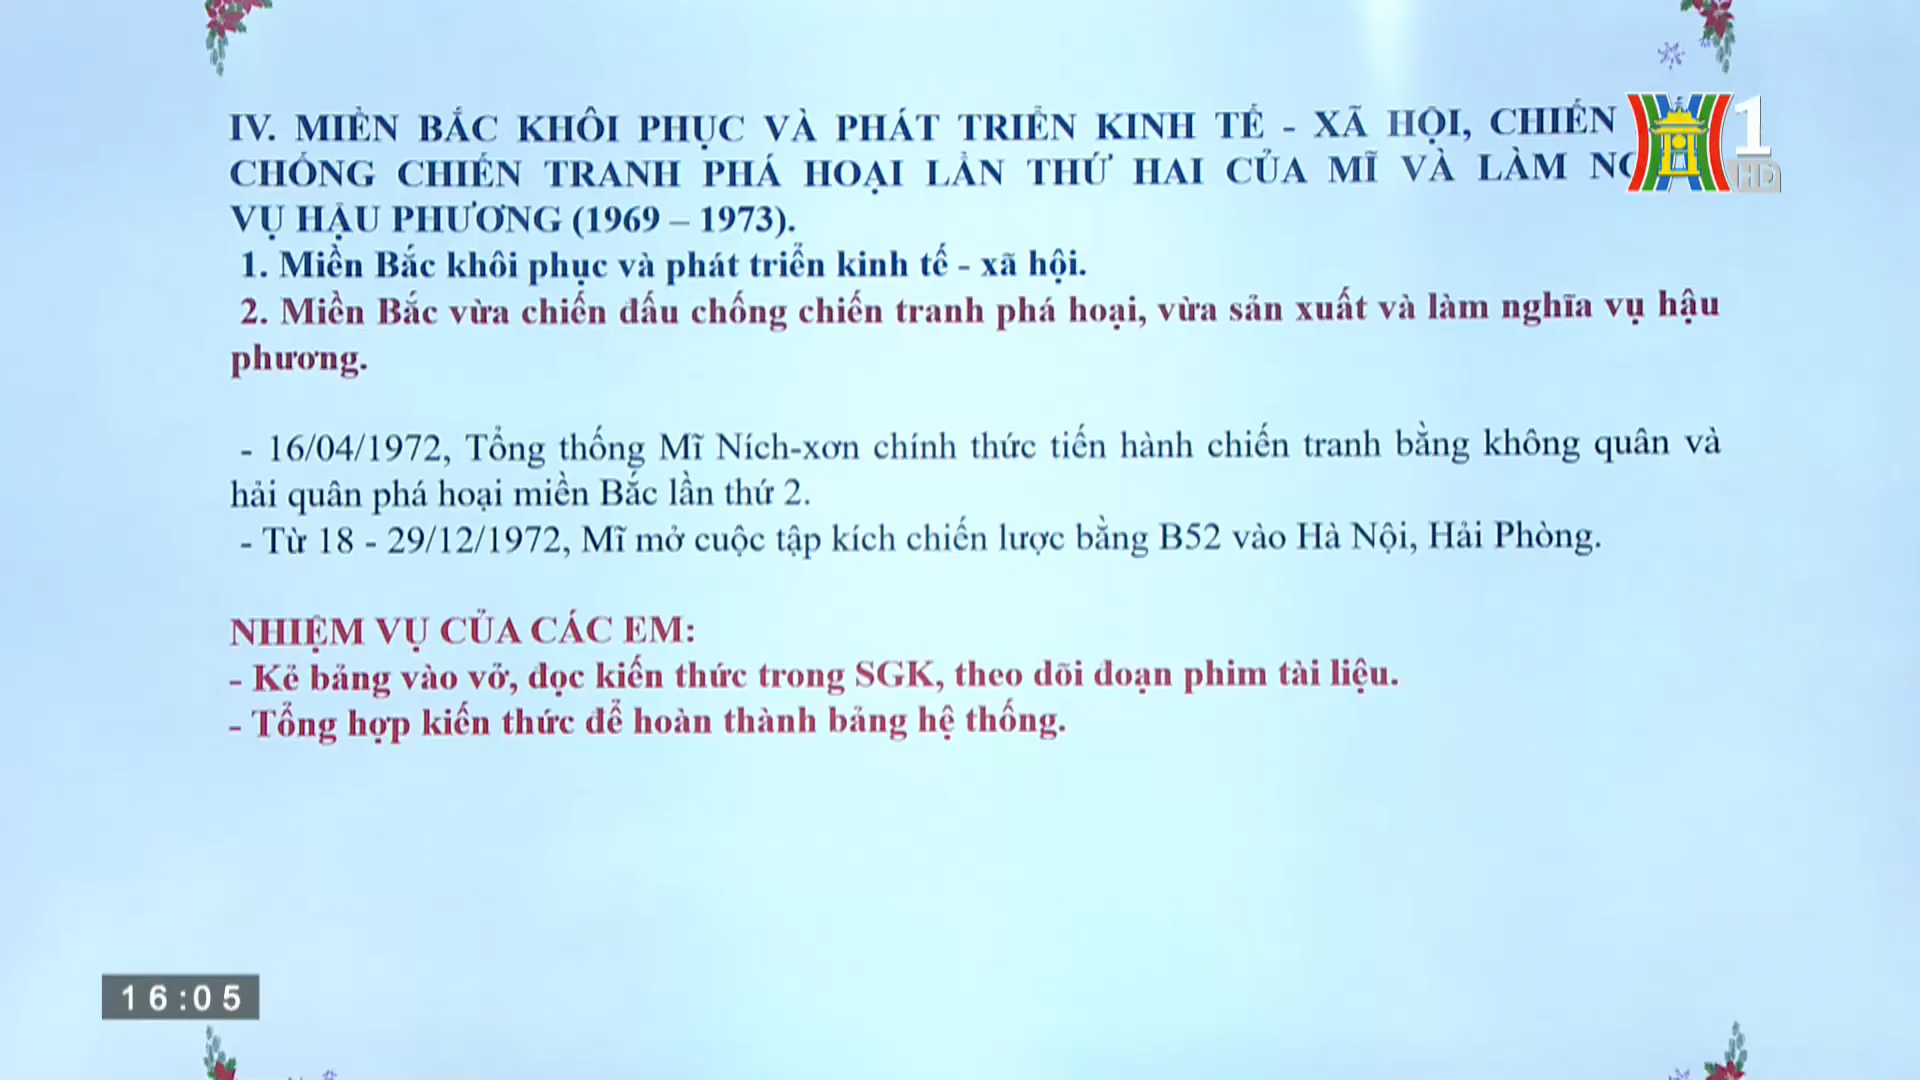 IV. MIỀN BẮC KHÔI PHỤC VÀ PHÁT TRIỂN KINH TẾ - XÃ HỘI, CHIẾN
1
CHỐNG CHIẾN TRANH PHÁ HOẠI LẦN THỨ HAI CỦA MĨ VÀ LÀM
HD
VỤ HẬU PHƯƠNG (1969 – 1973).
1. Miền Bắc khôi phục và phát triển kinh tế - xã hội.
2. Miền Bắc vừa chiến đấu chống chiến tranh phá hoại, vừa sản xuất và làm nghĩa vụ hậu
phương.
- 16/04/1972, Tổng thống Mĩ Ních-xơn chính thức tiến hành chiến tranh bằng không quân và
hải quân phá hoại miền Bắc lần thứ 2.
- Từ 18 - 29/12/1972, Mĩ mở cuộc tập kích chiến lược bằng B52 vào Hà Nội, Hải Phòng.
NHIỆM VỤ CỦA CÁC EM:
- Kẻ bảng vào vở, đọc kiến thức trong SGK, theo dõi đoạn phim tài liệu.
- Tổng hợp kiến thức để hoàn thành bảng hệ thống.
16:05